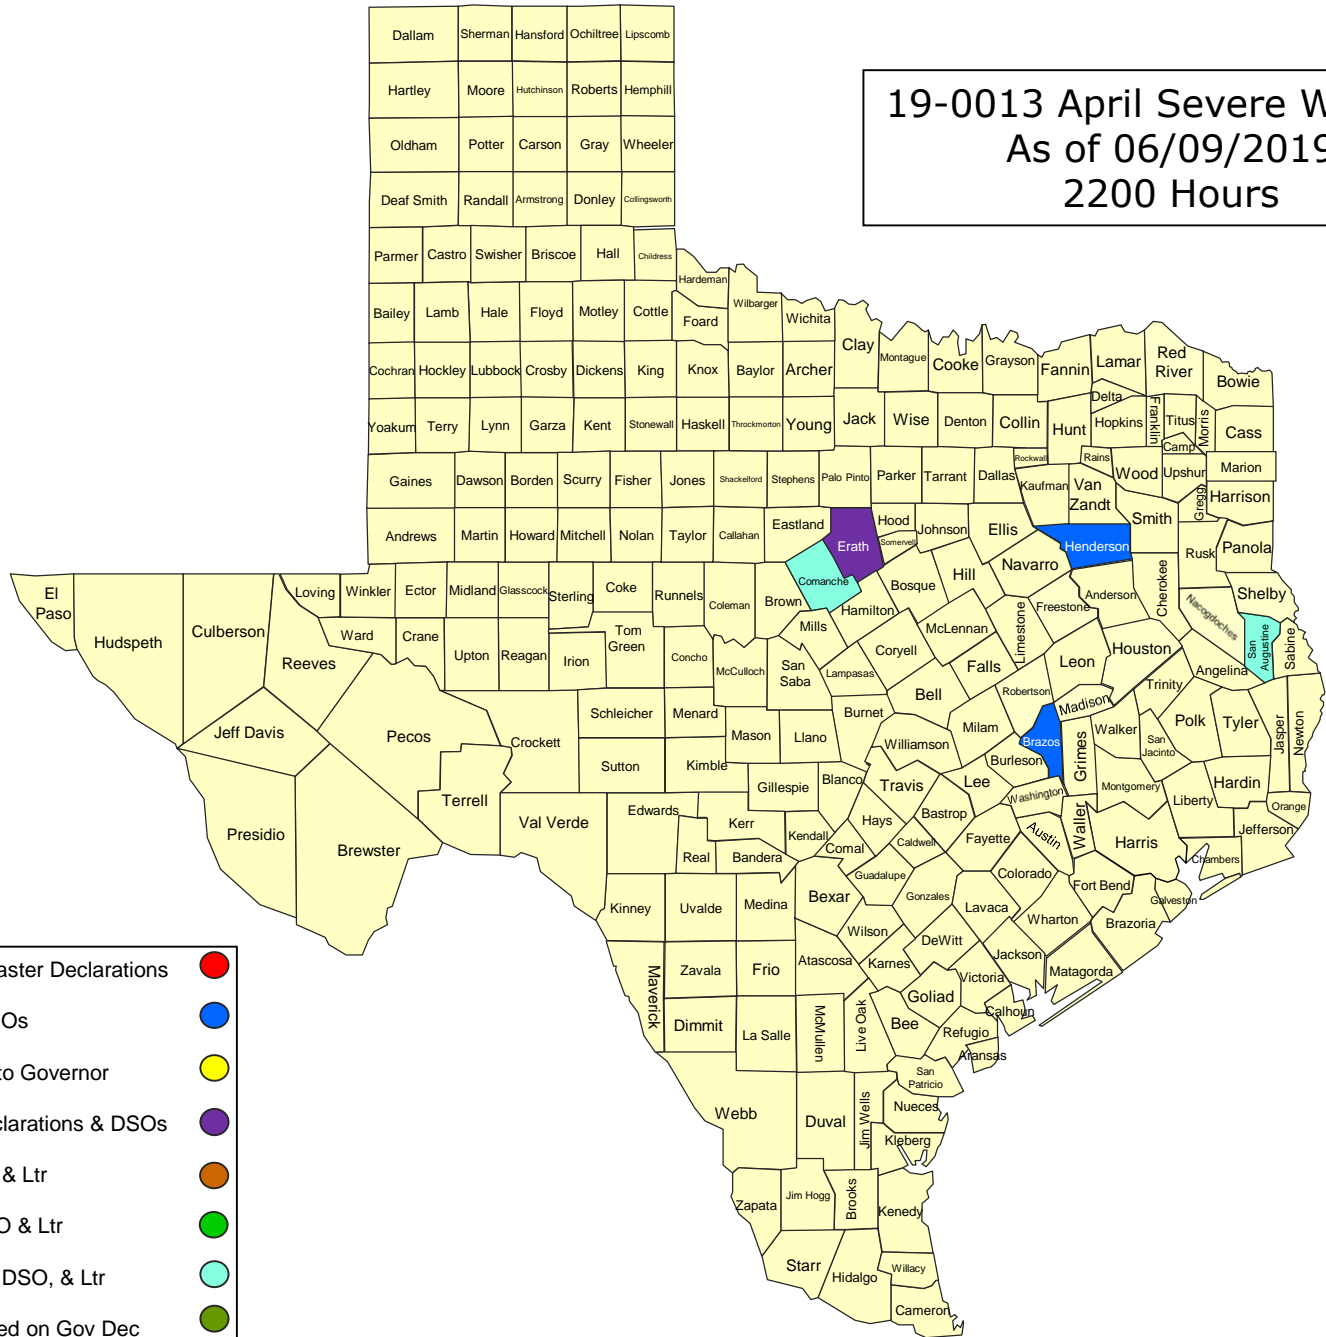 19-0013 April Severe W
As of 06/09/2019
2200 Hours
Dallam Sherman Hansford Ochiltree Lipscomb
Hartley Moore Hutchinson Roberts Hemphill
Oldham Potter Carson Gray Wheeler
Deaf Smith Randall Armstrong Donley Collingsworth
Parmer Castro Swisher Briscoe Hall Childress
Hardeman
Bailey Lamb Hale Floyd Motley Cottle Foard Wilbarger Wichita
Clay Montague Cooke Grayson Fannin Lamar Red River Bowie
Cochran Hockley Lubbock Crosby Dickens King Knox Baylor Archer
Delta
Yoakum Terry Lynn Garza Kent Stonewall Haskell Throckmorton Young Jack Wise Denton Collin Hunt Hopkins Franklin Titus Morris Cass
Camp
Rockwall Rains
Gaines Dawson Borden Scurry Fisher Jones Shackelford Stephens Palo Pinto Parker Tarrant Dallas Kaufman Van Zandt Wood Upshur Marion
Gregg Harrison
Andrews Martin Howard Mitchell Nolan Taylor Callahan Eastland Erath Hood Somervell Johnson Ellis Henderson Smith Rusk Panola
El Paso Hudspeth Culberson Loving Winkler Ector Midland Glasscock Sterling Coke Runnels Coleman Brown Comanche Hamilton Bosque Hill Navarro Freestone Anderson Cherokee Nacogdoches Shelby
Reeves Ward Crane Upton Reagan Irion Tom Green Concho McCulloch San Saba Mills Lampasas Coryell McLennan Limestone Falls Leon Houston Angelina San Augustine Sabine
Jeff Davis Pecos Crockett Schleicher Menard Mason Llano Burnet Bell Milam Robertson Madison Trinity
Sutton Kimble Gillespie Blanco Williamson Burleson Brazos Grimes Walker San Jacinto Polk Tyler Jasper Newton
Presidio Brewster Terrell Val Verde Edwards Kerr Kendall Hays Travis Bastrop Lee Washington Waller Montgomery Liberty Hardin Orange
Real Bandera Comal Caldwell Fayette Austin Harris Jefferson Chambers
Kinney Uvalde Medina Bexar Guadalupe Gonzales Lavaca Colorado Fort Bend Galveston
Wilson Wharton Brazoria
Maverick Zavala Frio Atascosa Karnes DeWitt Jackson Matagorda
Dimmit La Salle McMullen Live Oak Bee Goliad Victoria Calhoun
Refugio
Aransas
San Patricio
Webb Duval Jim Wells Nueces
Kleberg
Zapata Jim Hogg Brooks Kenedy
Starr Hidalgo Willacy
Cameron
aster Declarations
Os
to Governor
clarations & DSOs
& Ltr
O & Ltr
DSO, & Ltr
ed on Gov Dec